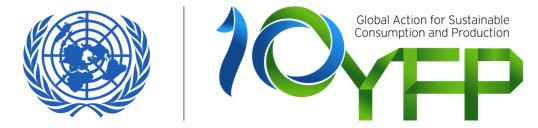 Global Action for Sustainable
Consumption and Production
10YFP